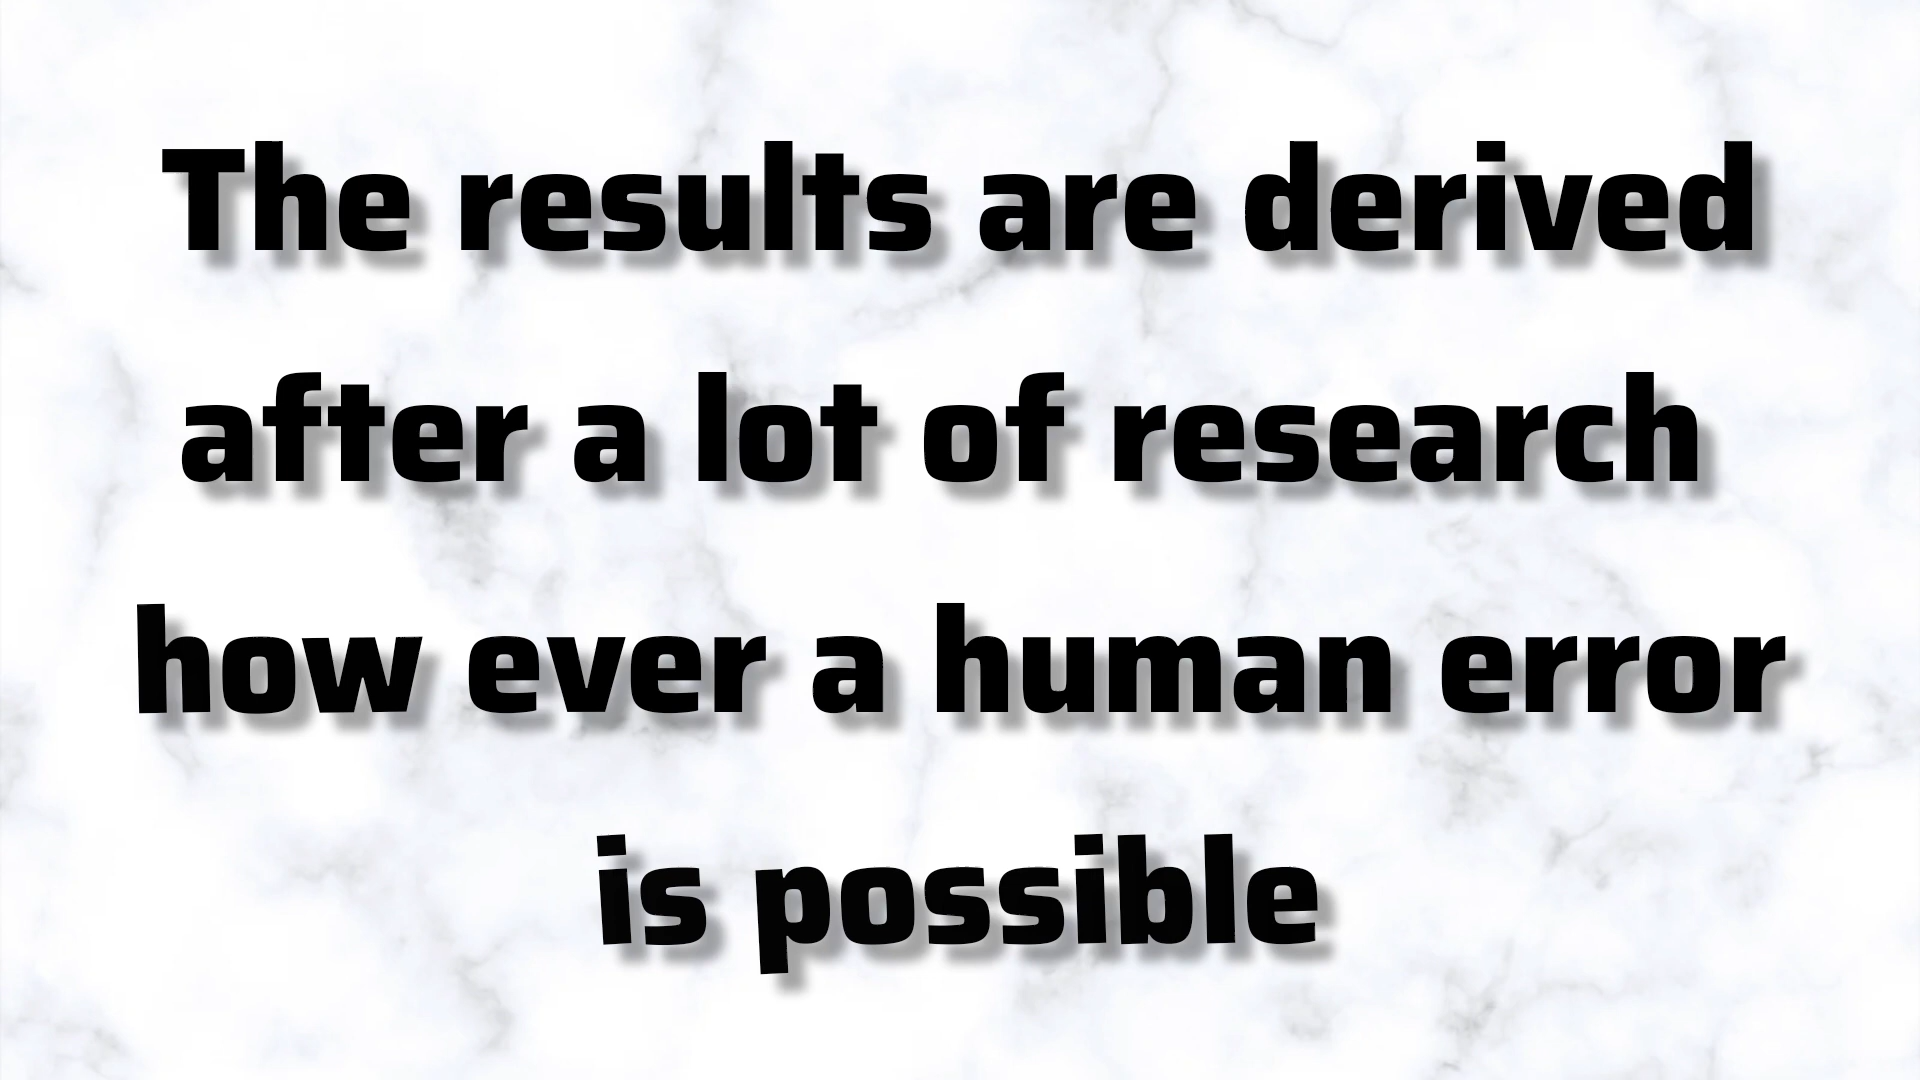 The results are derived
after a lot of research
how ever a human error
is possible